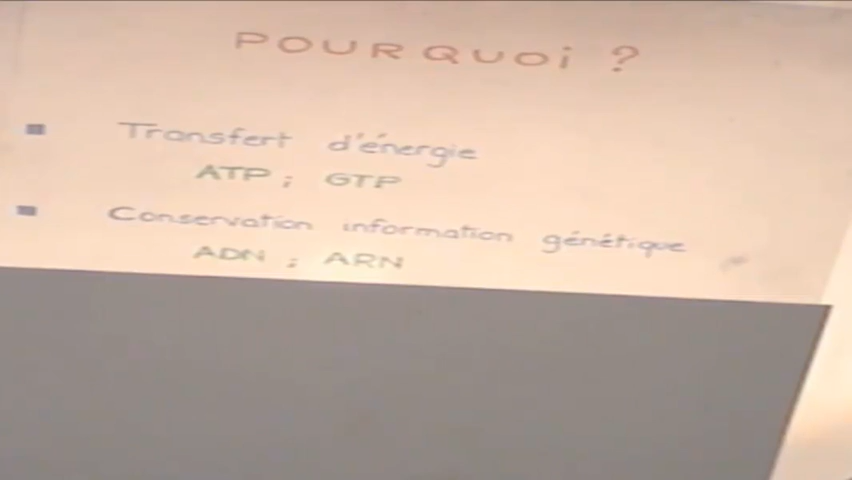 POURQUOi ?
Transfert d'énergie
ATP ; GTP
Conservation information génétique
ADN ; ARN